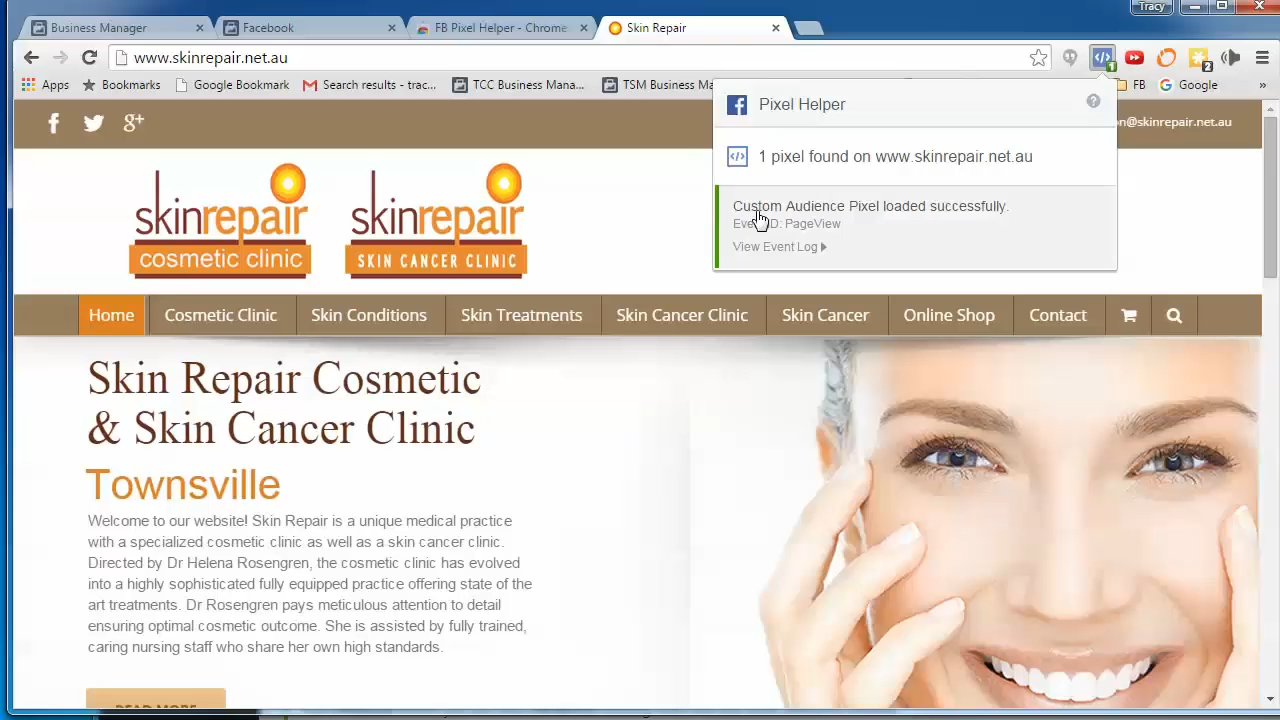 Tracy
Business Manager
Facebook
FB Pixel Helper - Chrome
Skin Repair
www.skinrepair.net.au
1
2
Apps
Bookmarks
Google Bookmark
Search results - trac...
TCC Business Mana...
TSM Business Ma
FB
Google
»
Pixel Helper
?
1 pixel found on www.skinrepair.net.au
Custom Audience Pixel loaded successfully.
Event ID: PageView
View Event Log
f
g+
on@skinrepair.net.au
skinrepair
cosmetic clinic
skinrepair
SKIN CANCER CLINIC
Home
Cosmetic Clinic
Skin Conditions
Skin Treatments
Skin Cancer Clinic
Skin Cancer
Online Shop
Contact
Skin Repair Cosmetic
& Skin Cancer Clinic
Townsville
Welcome to our website! Skin Repair is a unique medical practice
with a specialized cosmetic clinic as well as a skin cancer clinic.
Directed by Dr Helena Rosengren, the cosmetic clinic has evolved
into a highly sophisticated fully equipped practice offering state of the
art treatments. Dr Rosengren pays meticulous attention to detail
ensuring optimal cosmetic outcome. She is assisted by fully trained,
caring nursing staff who share her own high standards.
READ MORE